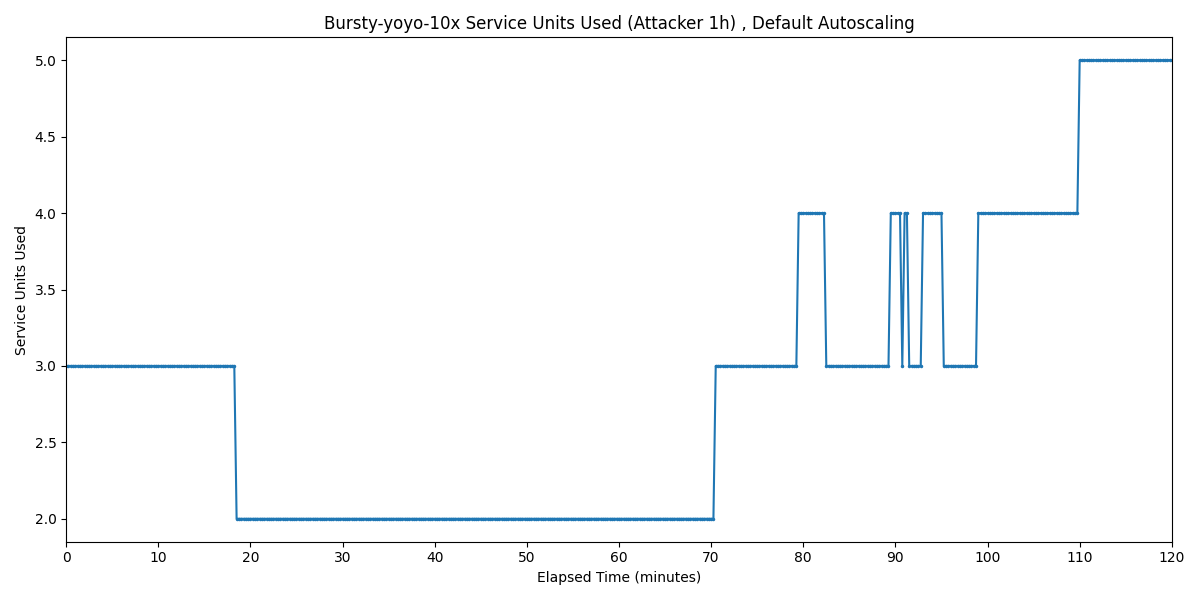 Bursty-yoyo-10x Service Units Used (Attacker 1h) , Default Autoscaling
Service Units Used
5.0
4.5
4.0
3.5
3.0
2.5
2.0
0 10 20 30 40 50 60 70 80 90 100 110 120
Elapsed Time (minutes)